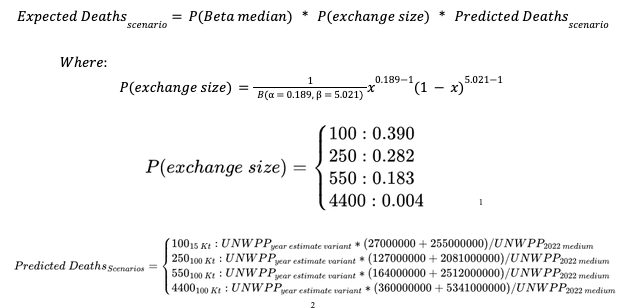 Expected Deaths_scenario = P(Beta median) * P(exchange size) * Predicted Deaths_scenario
Where:
P(exchange size) = 1 / B(α = 0.189, β = 5.021) x^0.189−1 (1 − x)^5.021−1
P(exchange size) = { 100 : 0.390
250 : 0.282
550 : 0.183
4400 : 0.004
1
Predicted Deaths_Scenarios = { 100_15 Kt : UNWPP_year estimate variant * (27000000 + 255000000)/UNWPP_2022 medium
250_100 Kt : UNWPP_year estimate variant * (127000000 + 2081000000)/UNWPP_2022 medium
550_100 Kt : UNWPP_year estimate variant * (164000000 + 2512000000)/UNWPP_2022 medium
4400_100 Kt : UNWPP_year estimate variant * (360000000 + 5341000000)/UNWPP_2022 medium
2